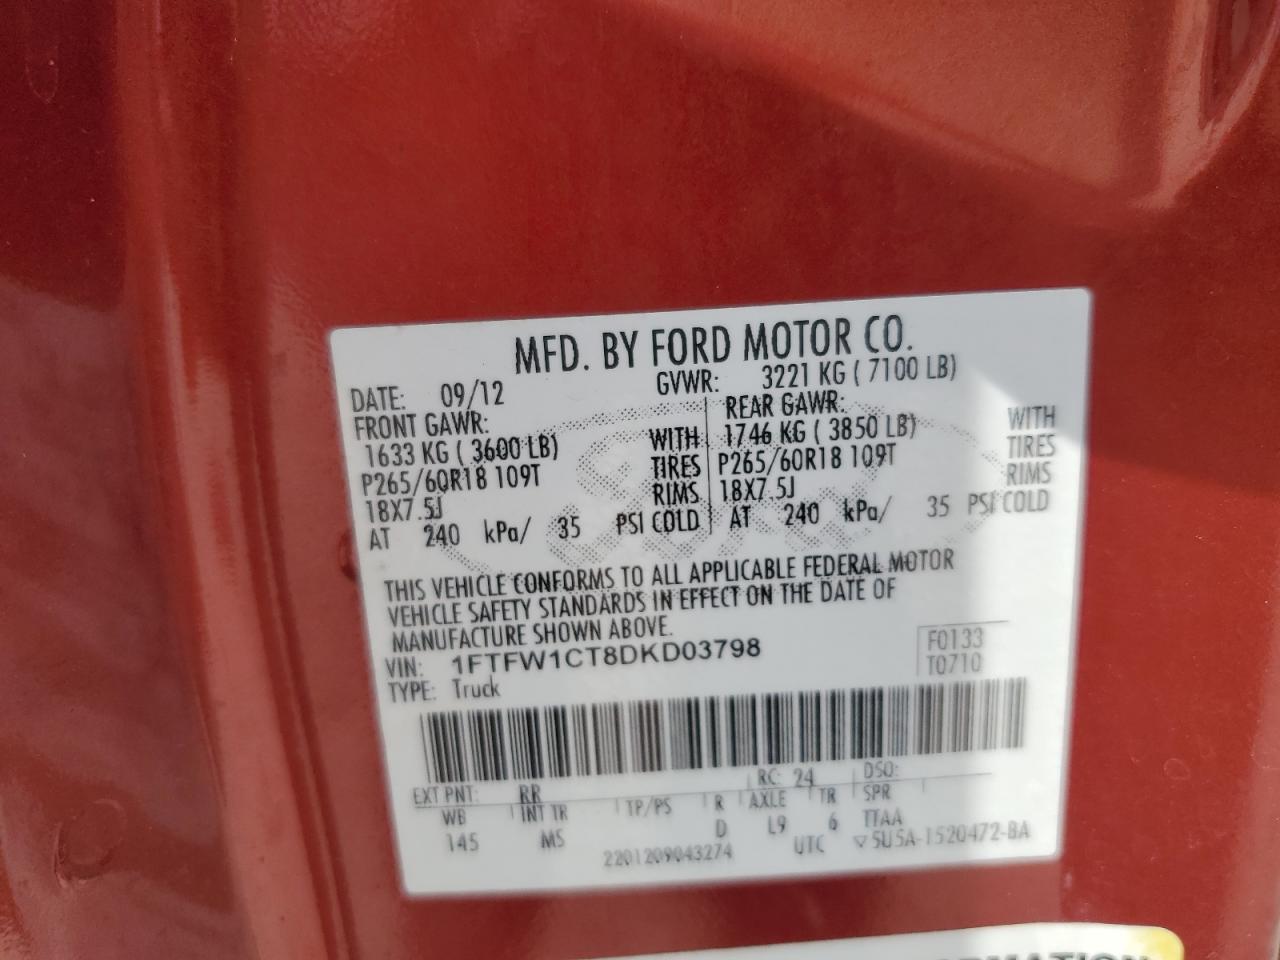 MFD. BY FORD MOTOR CO.
DATE: 09/12 GVWR: 3221 KG ( 7100 LB)
FRONT GAWR: REAR GAWR:
1633 KG ( 3600 LB) WITH 1746 KG ( 3850 LB) WITH
P265/60R18 109T TIRES P265/60R18 109T TIRES
18X7.5J RIMS 18X7.5J RIMS
AT 240 kPa/ 35 PSI COLD AT 240 kPa/ 35 PSI COLD
THIS VEHICLE CONFORMS TO ALL APPLICABLE FEDERAL MOTOR
VEHICLE SAFETY STANDARDS IN EFFECT ON THE DATE OF
MANUFACTURE SHOWN ABOVE.
VIN: 1FTFW1CT8DKD03798 F0133
TYPE: Truck T0710
EXT PNT: RR RC: 24 DSO:
WB INT TR TP/PS R AXLE TR SPR
145 MS D L9 6 TTAA
2201209043274 UTC ▽5U5A-1520472-BA